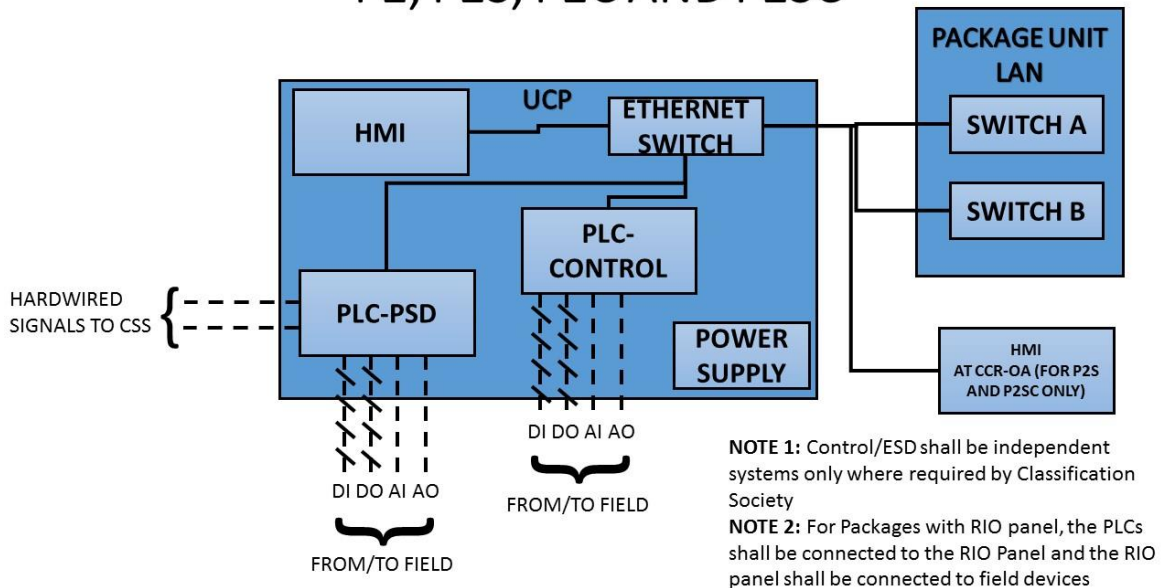 PACKAGE UNIT
LAN
SWITCH A
SWITCH B
UCP
HMI
ETHERNET
SWITCH
PLC-
CONTROL
PLC-PSD
POWER
SUPPLY
HARDWIRED
SIGNALS TO CSS
HMI
AT CCR-OA (FOR P2S
AND P2SC ONLY)
DI DO AI AO
FROM/TO FIELD
DI DO AI AO
FROM/TO FIELD
NOTE 1: Control/ESD shall be independent
systems only where required by Classification
Society
NOTE 2: For Packages with RIO panel, the PLCs
shall be connected to the RIO Panel and the RIO
panel shall be connected to field devices